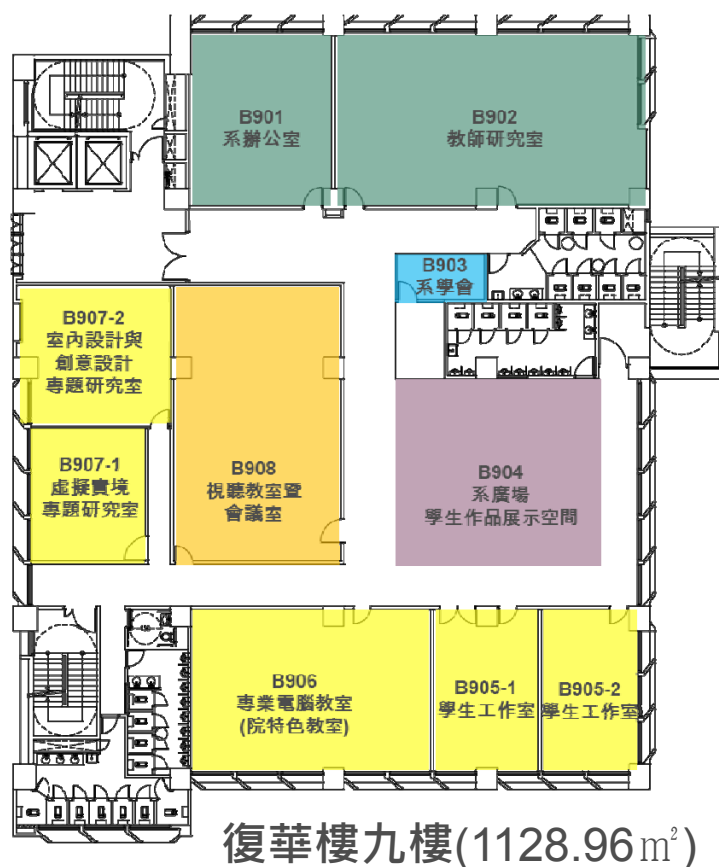 B901
系辦公室
B902
教師研究室
B903
系學會
B907-2
室內設計與
創意設計
專題研究室
B907-1
虛擬實境
專題研究室
B908
視聽教室暨
會議室
B904
系廣場
學生作品展示空間
B906
專業電腦教室
(院特色教室)
B905-1
學生工作室
B905-2
學生工作室
復華樓九樓(1128.96㎡)